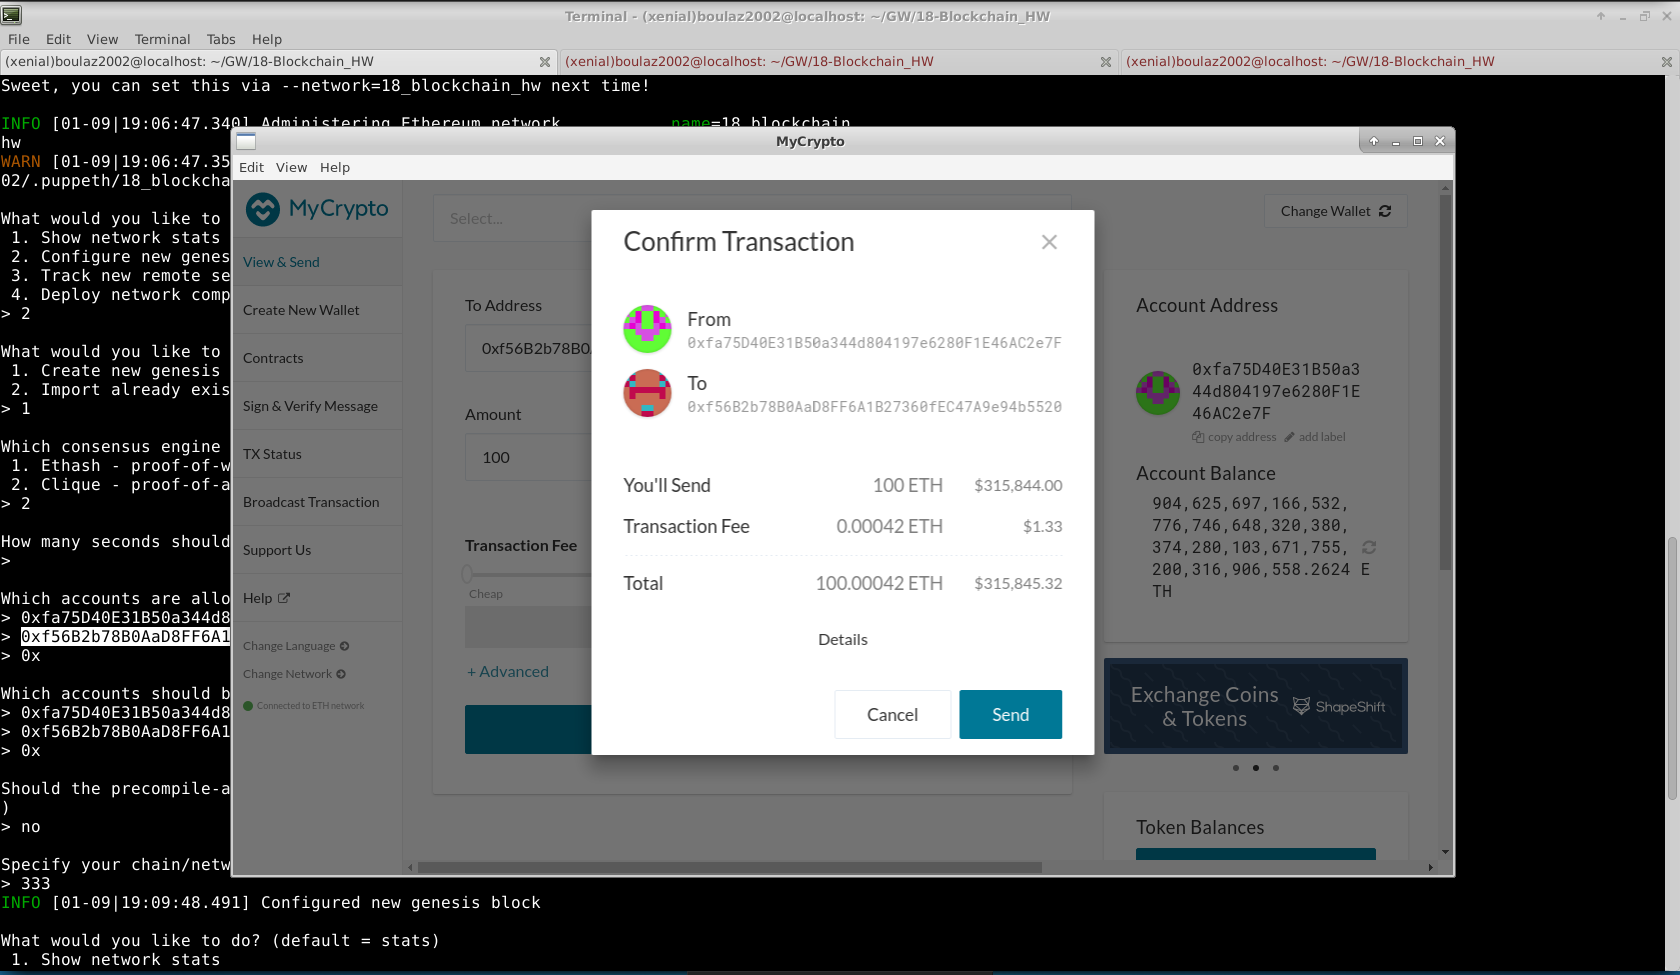 Terminal - (xenial)boulaz2002@localhost: ~/GW/18-Blockchain_HW
File Edit View Terminal Tabs Help
(xenial)boulaz2002@localhost: ~/GW/18-Blockchain_HW
(xenial)boulaz2002@localhost: ~/GW/18-Blockchain_HW
(xenial)boulaz2002@localhost: ~/GW/18-Blockchain_HW
Sweet, you can set this via --network=18_blockchain_hw next time!
INFO [01-09|19:06:47.340] Administering Ethereum network name=18_blockchain_
hw
WARN [01-09|19:06:47.35
02/.puppeth/18_blockcha
What would you like to
1. Show network stats
2. Configure new genes
3. Track new remote se
4. Deploy network comp
> 2
What would you like to
1. Create new genesis
2. Import already exis
> 1
Which consensus engine
1. Ethash - proof-of-w
2. Clique - proof-of-a
> 2
How many seconds should
>
Which accounts are allo
> 0xfa75D40E31B50a344d8
> 0xf56B2b78B0AaD8FF6A1
> 0x
Which accounts should b
> 0xfa75D40E31B50a344d8
> 0xf56B2b78B0AaD8FF6A1
> 0x
Should the precompile-a
)
> no
Specify your chain/netw
> 333
INFO [01-09|19:09:48.491] Configured new genesis block
What would you like to do? (default = stats)
1. Show network stats
MyCrypto
Edit View Help
MyCrypto
View & Send
Create New Wallet
Contracts
Sign & Verify Message
TX Status
Broadcast Transaction
Support Us
Help
Change Language
Change Network
Connected to ETH network
Select...
Change Wallet
To Address
0xf56B2b78B0
Amount
100
Transaction Fee
Cheap
+ Advanced
Confirm Transaction
From
0xfa75D40E31B50a344d804197e6280F1E46AC2e7F
To
0xf56B2b78B0AaD8FF6A1B27360fEC47A9e94b5520
You'll Send 100 ETH $315,844.00
Transaction Fee 0.00042 ETH $1.33
Total 100.00042 ETH $315,845.32
Details
Cancel Send
Account Address
0xfa75D40E31B50a3
44d804197e6280F1E
46AC2e7F
copy address add label
Account Balance
904,625,697,166,532,
776,746,648,320,380,
374,280,103,671,755,
200,316,906,558.2624 E
TH
Exchange Coins
& Tokens
ShapeShift
Token Balances